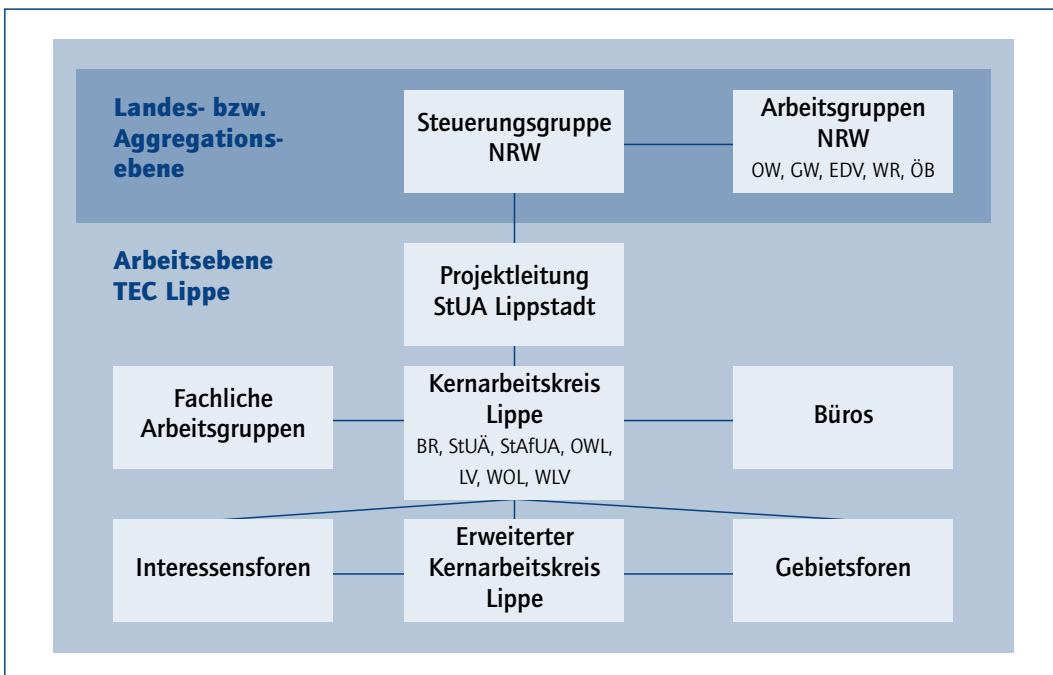 Landes- bzw.
Aggregations-
ebene
Steuerungsgruppe
NRW
Arbeitsgruppen
NRW
OW, GW, EDV, WR, ÖB
Arbeitsebene
TEC Lippe
Projektleitung
StUA Lippstadt
Fachliche
Arbeitsgruppen
Kernarbeitskreis
Lippe
BR, StUÄ, StAfUA, OWL,
LV, WOL, WLV
Büros
Interessensforen
Erweiterter
Kernarbeitskreis
Lippe
Gebietsforen